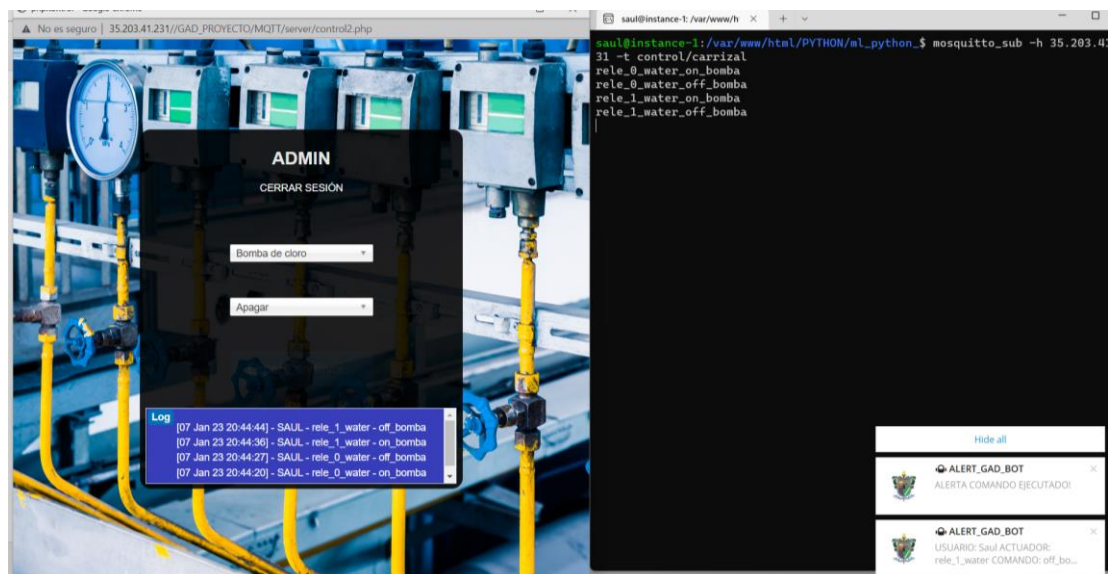 No es seguro | 35.203.41.231//GAD_PROYECTO/MQTT/server/control2.php
ADMIN
CERRAR SESIÓN
Bomba de cloro
Apagar
Log
[07 Jan 23 20:44:44] - SAUL - rele_1_water - off_bomba
[07 Jan 23 20:44:36] - SAUL - rele_1_water - on_bomba
[07 Jan 23 20:44:27] - SAUL - rele_0_water - off_bomba
[07 Jan 23 20:44:20] - SAUL - rele_0_water - on_bomba
saul@instance-1: /var/www/h
saul@instance-1:/var/www/html/PYTHON/ml_python_$ mosquitto_sub -h 35.203.41
31 -t control/carrizal
rele_0_water_on_bomba
rele_0_water_off_bomba
rele_1_water_on_bomba
rele_1_water_off_bomba
Hide all
ALERT_GAD_BOT
ALERTA COMANDO EJECUTADO!
ALERT_GAD_BOT
USUARIO: Saul ACTUADOR:
rele_1_water COMANDO: off_bo...